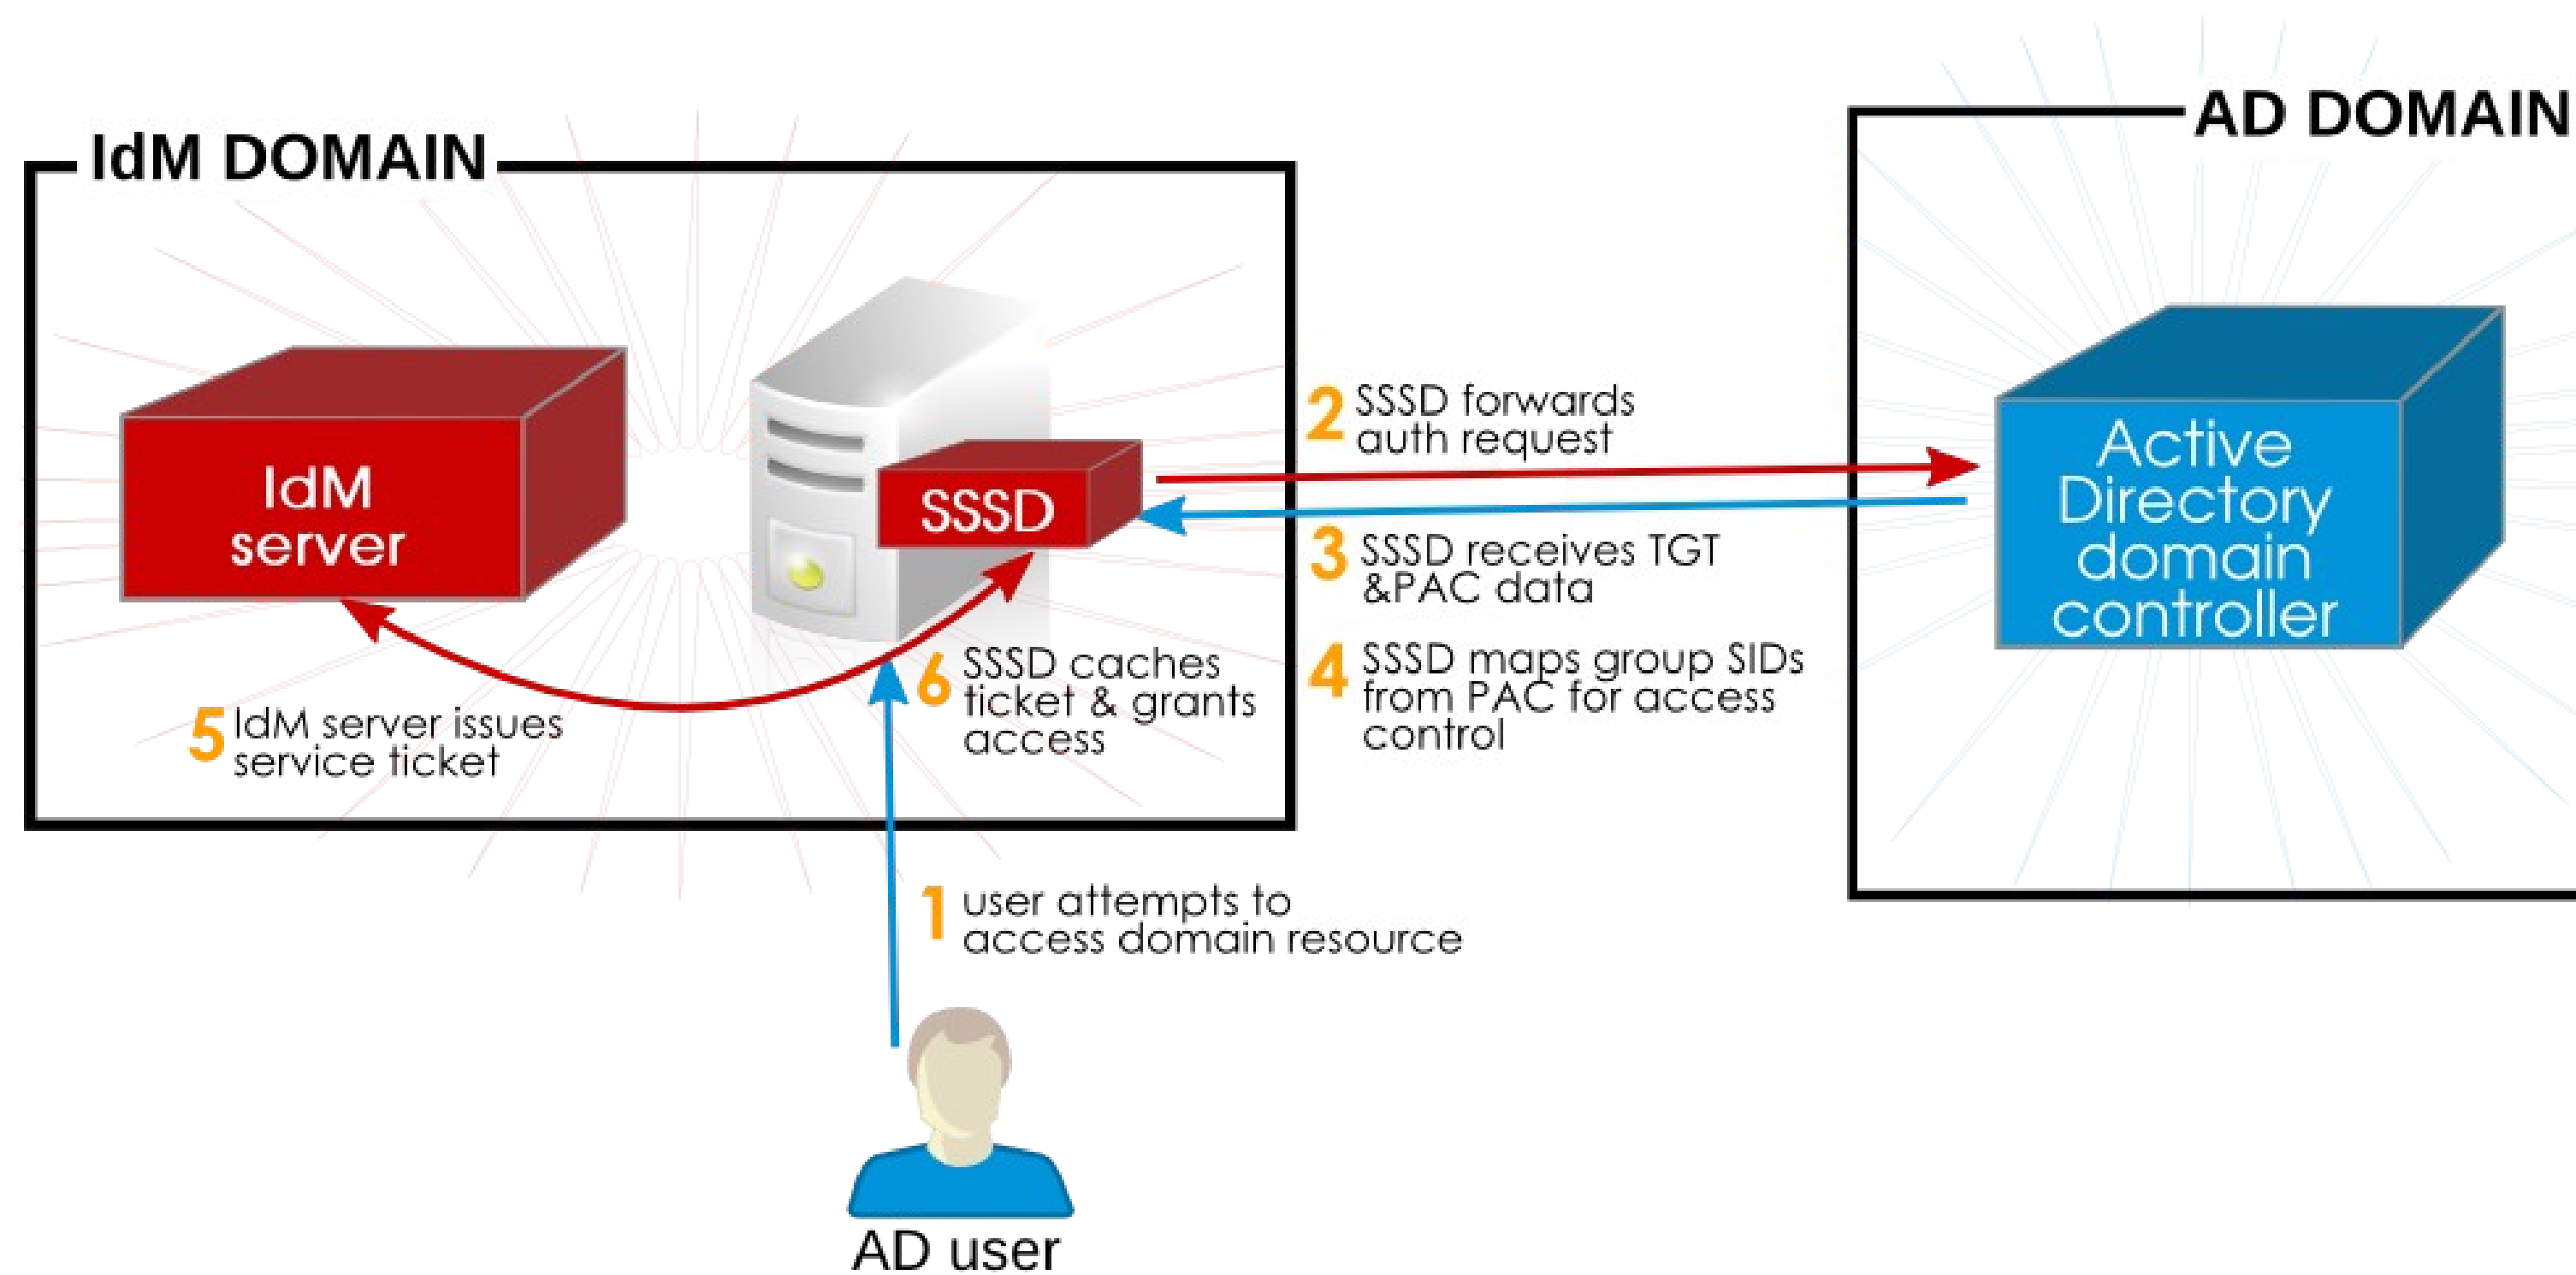 IdM DOMAIN
AD DOMAIN
IdM
server
SSSD
2 SSSD forwards
auth request
3 SSSD receives TGT
&PAC data
4 SSSD maps group SIDs
from PAC for access
control
Active
Directory
domain
controller
5 IdM server issues
service ticket
6 SSSD caches
ticket & grants
access
1 user attempts to
access domain resource
AD user